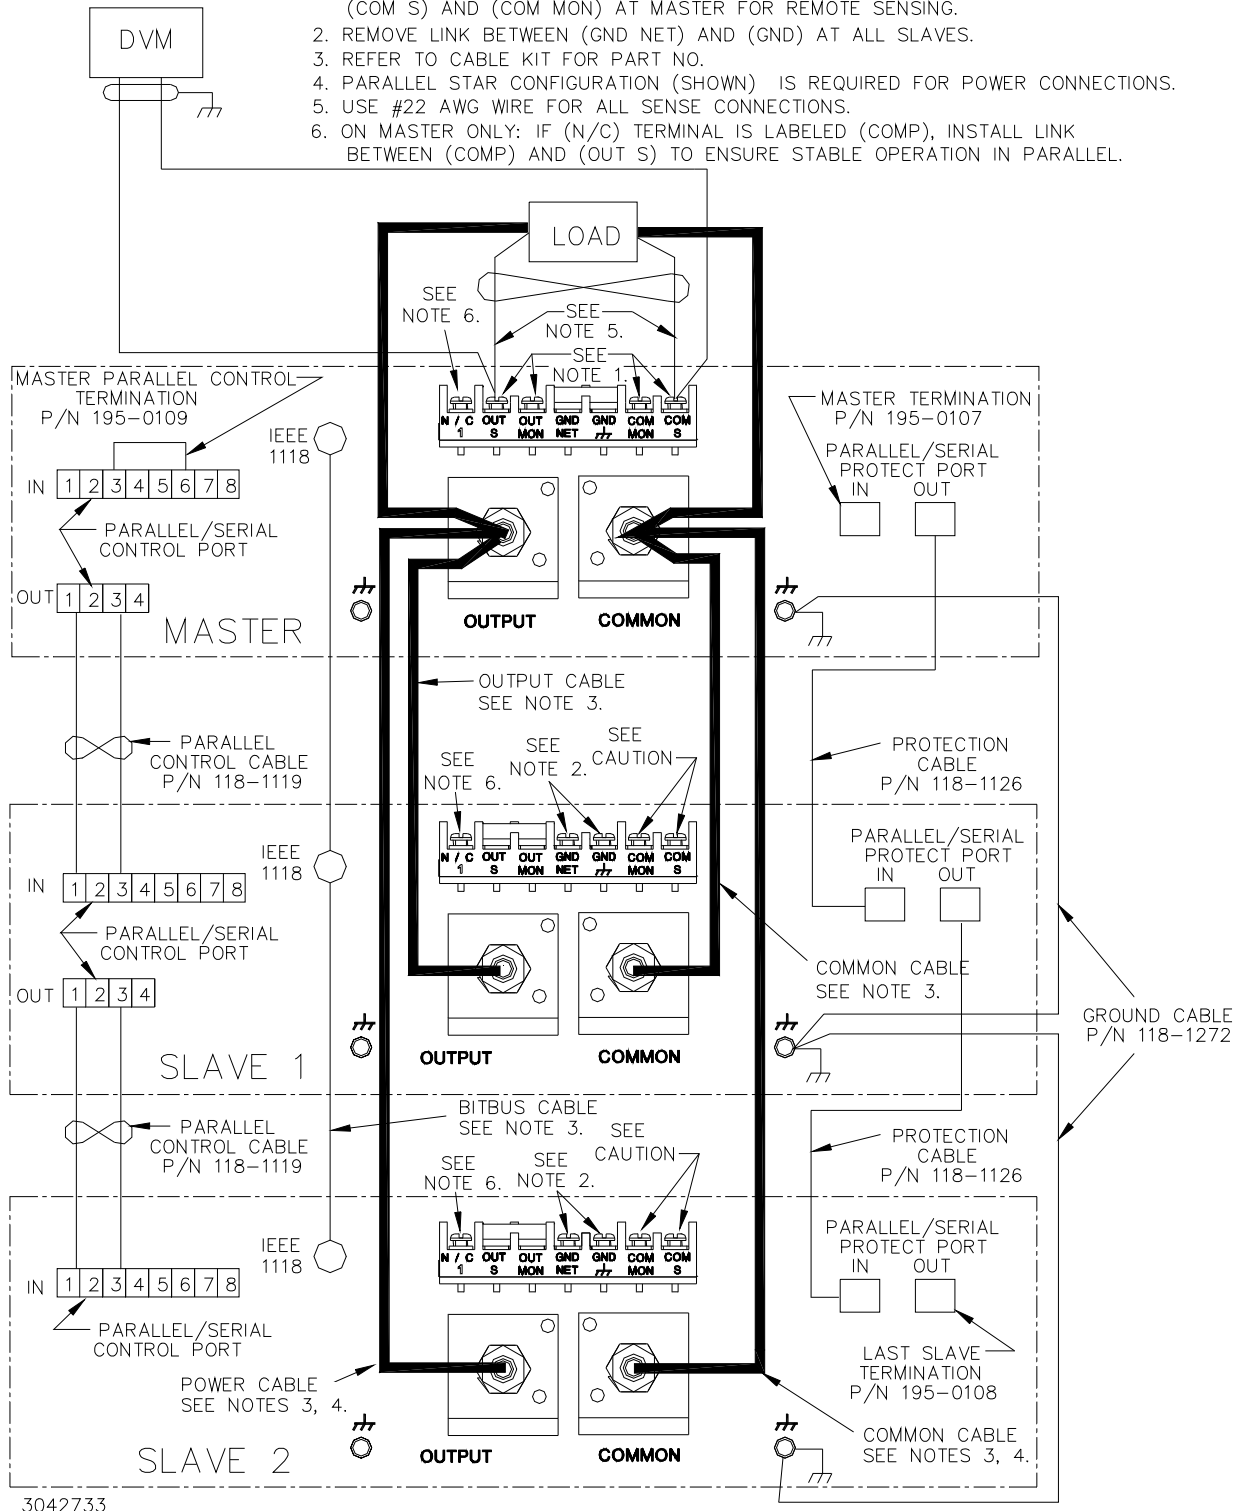 (COM S) AND (COM MON) AT MASTER FOR REMOTE SENSING.
2. REMOVE LINK BETWEEN (GND NET) AND (GND) AT ALL SLAVES.
3. REFER TO CABLE KIT FOR PART NO.
4. PARALLEL STAR CONFIGURATION (SHOWN) IS REQUIRED FOR POWER CONNECTIONS.
5. USE #22 AWG WIRE FOR ALL SENSE CONNECTIONS.
6. ON MASTER ONLY: IF (N/C) TERMINAL IS LABELED (COMP), INSTALL LINK
BETWEEN (COMP) AND (OUT S) TO ENSURE STABLE OPERATION IN PARALLEL.
DVM
LOAD
SEE
NOTE 6.
SEE
NOTE 5.
SEE
NOTE 1.
MASTER PARALLEL CONTROL
TERMINATION
P/N 195-0109
IEEE
1118
N / C OUT OUT GND GND COM COM
1 S MON NET MON S
MASTER TERMINATION
P/N 195-0107
PARALLEL/SERIAL
PROTECT PORT
IN OUT
IN 1 2 3 4 5 6 7 8
PARALLEL/SERIAL
CONTROL PORT
OUT 1 2 3 4
MASTER
OUTPUT COMMON
OUTPUT CABLE
SEE NOTE 3.
PARALLEL
CONTROL CABLE
P/N 118-1119
SEE
NOTE 6.
SEE
NOTE 2.
SEE
CAUTION
PROTECTION
CABLE
P/N 118-1126
IEEE
1118
N / C OUT OUT GND GND COM COM
1 S MON NET MON S
PARALLEL/SERIAL
PROTECT PORT
IN OUT
IN 1 2 3 4 5 6 7 8
PARALLEL/SERIAL
CONTROL PORT
OUT 1 2 3 4
COMMON CABLE
SEE NOTE 3.
GROUND CABLE
P/N 118-1272
SLAVE 1
OUTPUT COMMON
BITBUS CABLE
SEE NOTE 3.
PARALLEL
CONTROL CABLE
P/N 118-1119
SEE
NOTE 6.
SEE
NOTE 2.
SEE
CAUTION
PROTECTION
CABLE
P/N 118-1126
IEEE
1118
N / C OUT OUT GND GND COM COM
1 S MON NET MON S
PARALLEL/SERIAL
PROTECT PORT
IN OUT
IN 1 2 3 4 5 6 7 8
PARALLEL/SERIAL
CONTROL PORT
LAST SLAVE
TERMINATION
P/N 195-0108
POWER CABLE
SEE NOTES 3, 4.
COMMON CABLE
SEE NOTES 3, 4.
SLAVE 2
OUTPUT COMMON
3042733